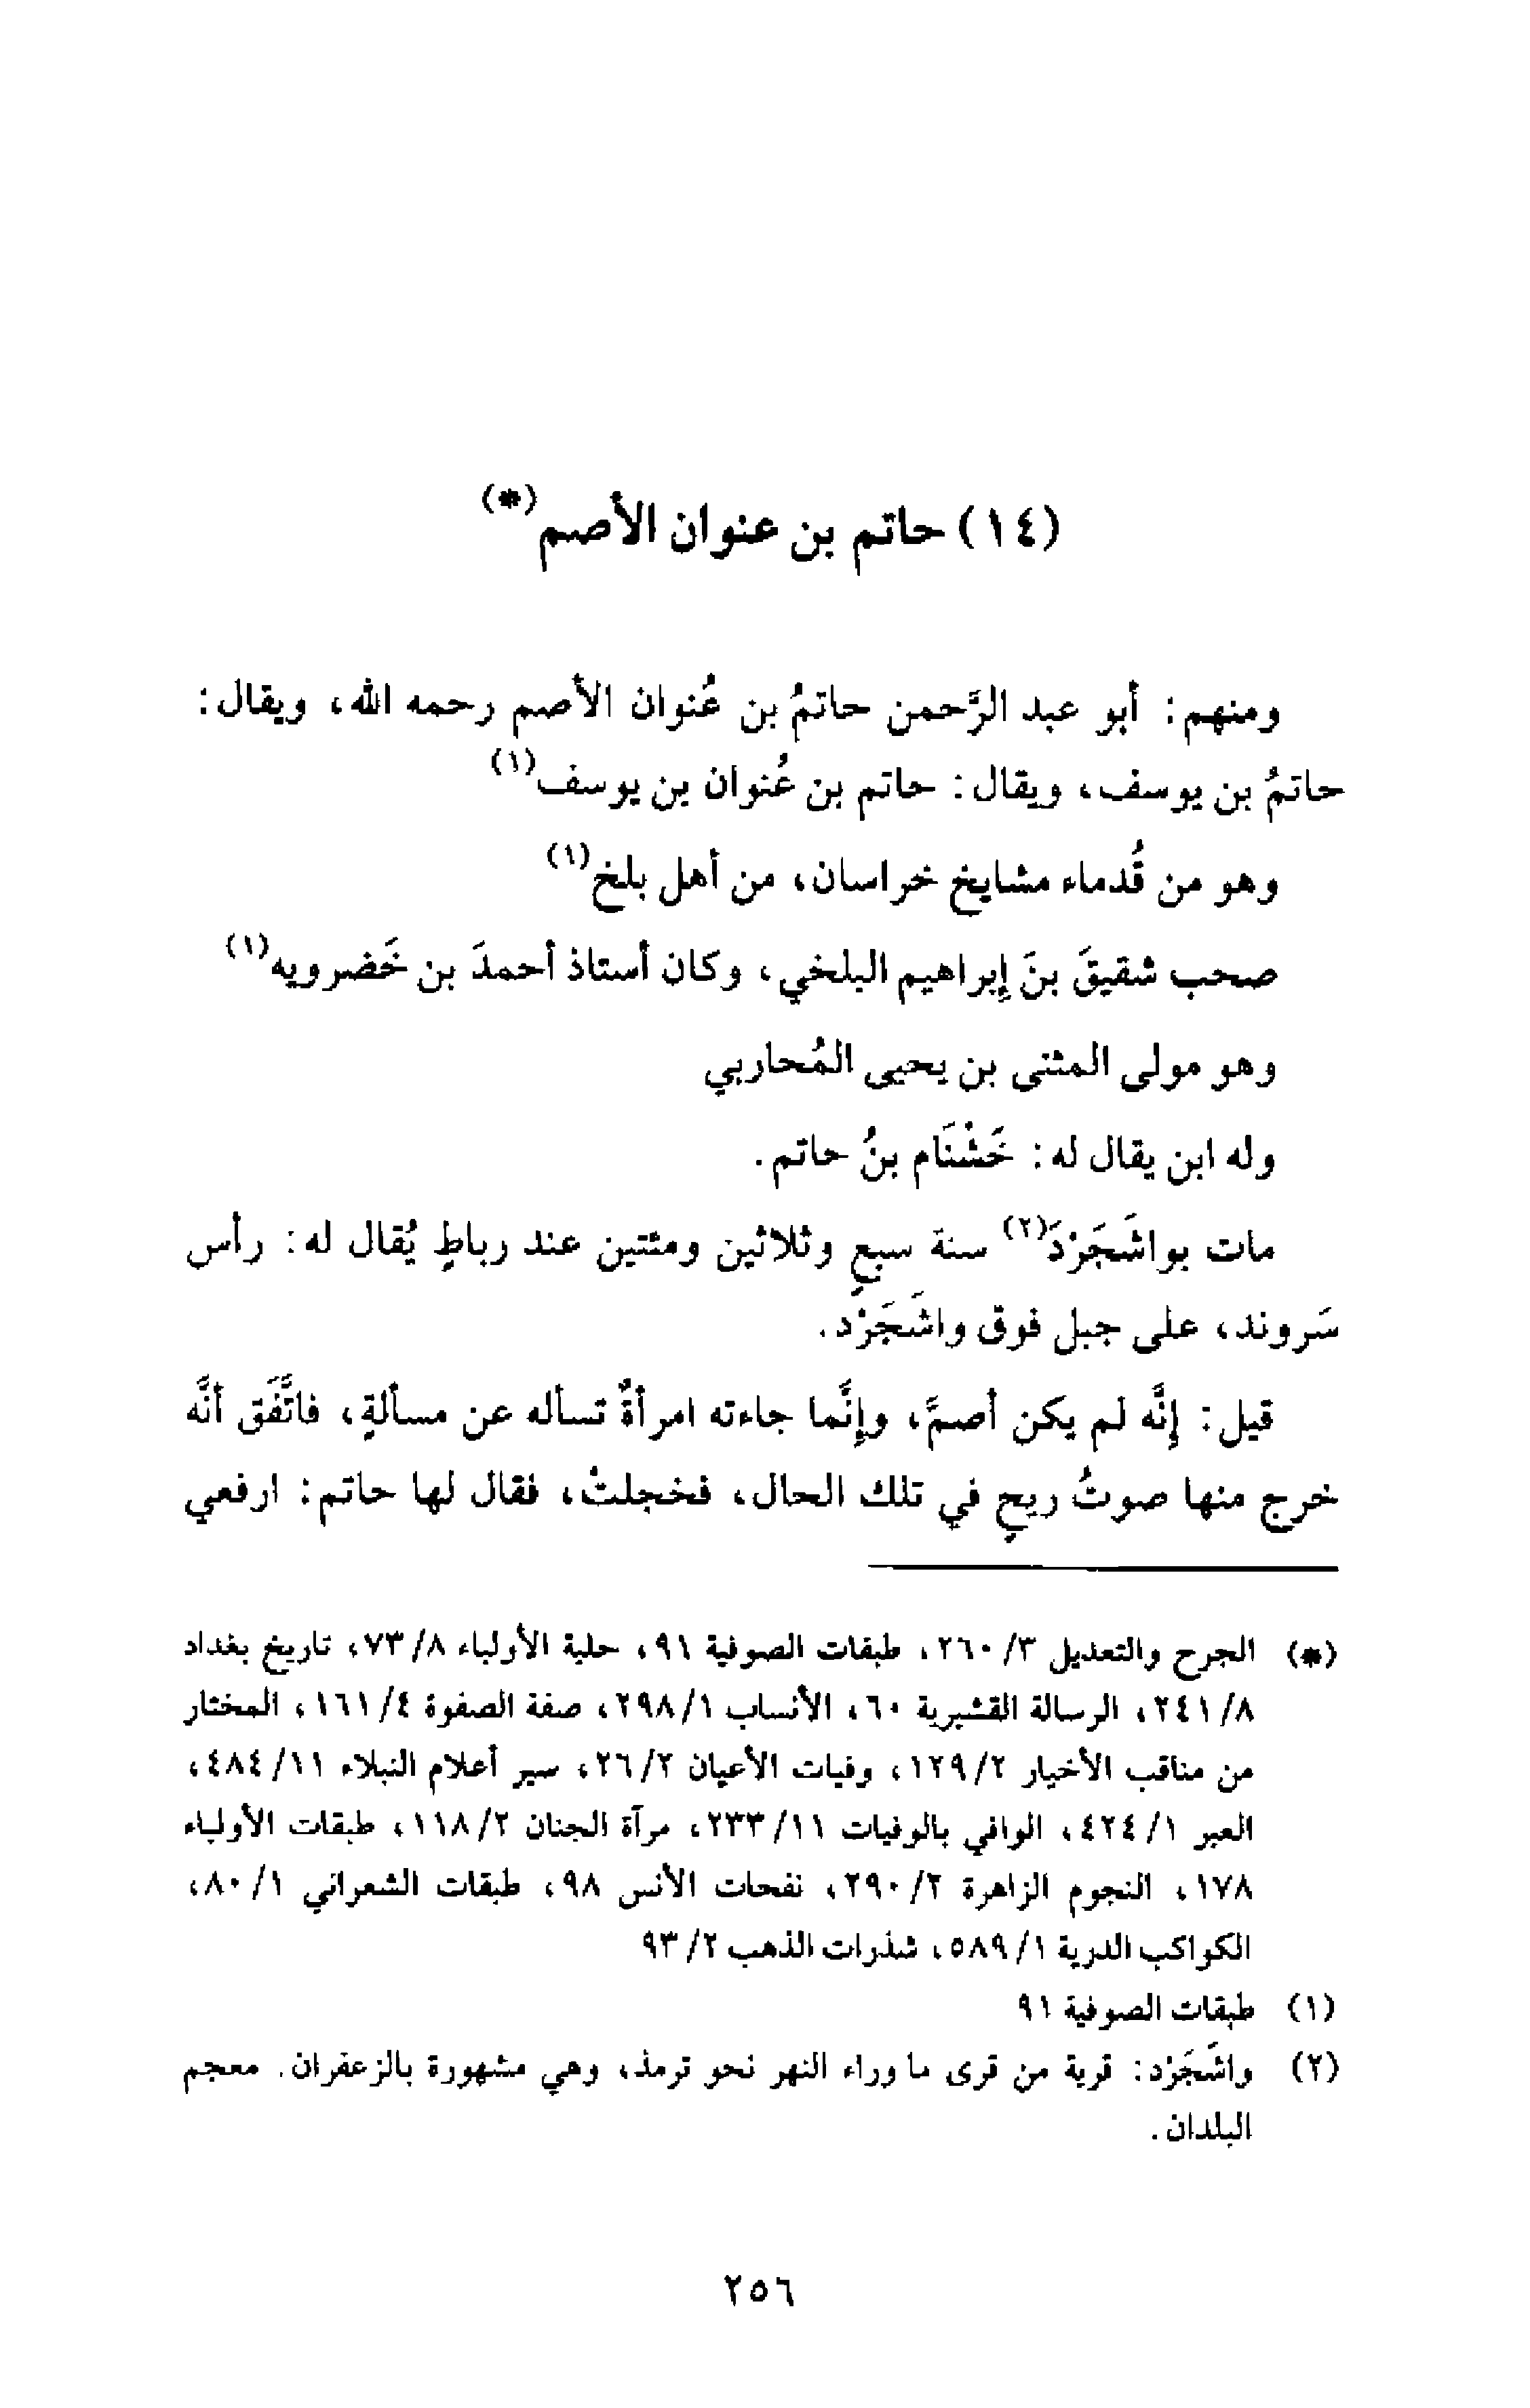 (١٤) حاتم بن عنوان الأصم(*)
ومنهم: أبو عبد الرَّحمن حاتمُ بن عُنوان الأصم رحمه الله، ويقال:
حاتمُ بن يوسف، ويقال: حاتم بن عُنوان بن يوسف(١)
وهو من قُدماء مشايخ خراسان، من أهل بلخ(١)
صحب شقيقَ بنَ إبراهيم البلخي، وكان أستاذ أحمدَ بن خَضرويه(١)
وهو مولى المثنى بن يحيى المُحاربي
وله ابن يقال له: خَشْنَام بنُ حاتم.
مات بواشَجَرْدَ(٢) سنة سبعٍ وثلاثين ومئتين عند رباطٍ يُقال له: رأس
سَروند، على جبل فوق واشَجَرْد.
قيل: إنَّه لم يكن أصمَّ، وإنَّما جاءته امرأةٌ تسأله عن مسألةٍ، فاتَّفَق أنَّه
خرج منها صوتُ ريحٍ في تلك الحال، فخجلتْ، فقال لها حاتم: ارفعي
(*) الجرح والتعديل ٣/ ٢٦٠، طبقات الصوفية ٩١، حلية الأولياء ٨/ ٧٣، تاريخ بغداد
٨/ ٢٤١، الرسالة القشيرية ٦٠، الأنساب ١/ ٢٩٨، صفة الصفوة ٤/ ١٦١، المختار
من مناقب الأخيار ٢/ ١٢٩، وفيات الأعيان ٢/ ٢٦، سير أعلام النبلاء ١١/ ٤٨٤،
العبر ١/ ٤٢٤، الوافي بالوفيات ١١/ ٢٣٣، مرآة الجنان ٢/ ١١٨، طبقات الأولياء
١٧٨، النجوم الزاهرة ٢/ ٢٩٠، نفحات الأنس ٩٨، طبقات الشعراني ١/ ٨٠،
الكواكب الدرية ١/ ٥٨٩، شذرات الذهب ٢/ ٩٣
(١) طبقات الصوفية ٩١
(٢) واشَجَرْد: قرية من قرى ما وراء النهر نحو ترمذ، وهي مشهورة بالزعفران. معجم
البلدان.
٢٥٦